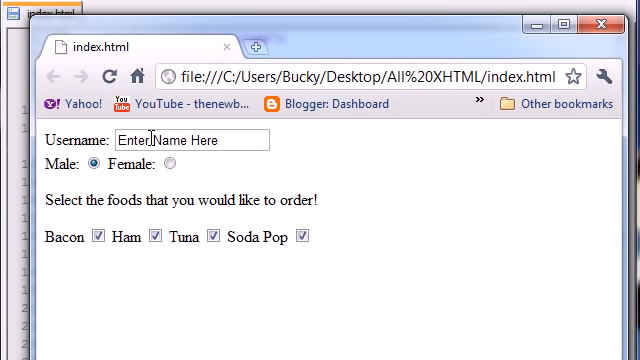 index.html
index.html
file:///C:/Users/Bucky/Desktop/All%20XHTML/index.html
Yahoo! YouTube - thenewb... Blogger: Dashboard » Other bookmarks
Username: Enter Name Here
Male: Female:
Select the foods that you would like to order!
Bacon Ham Tuna Soda Pop